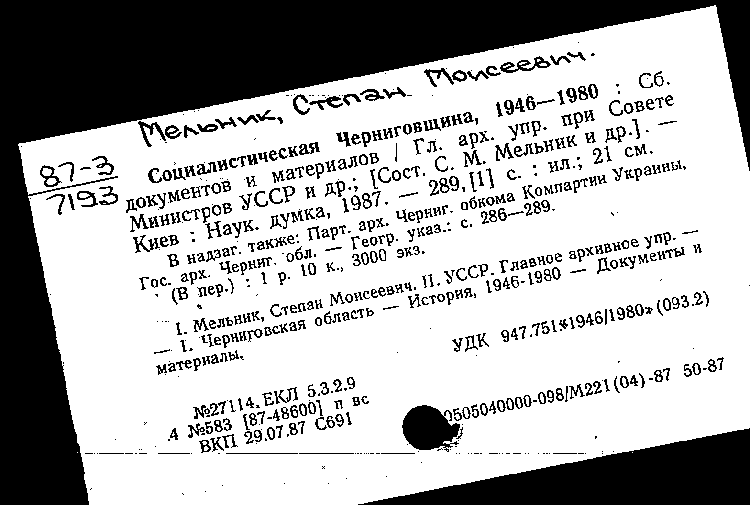 Мельник, Степан Моисеевич.
87-3
7193
Социалистическая Черниговщина, 1946—1980 : Сб.
документов и материалов / Гл. арх. упр. при Совете
Министров УССР и др.; [Сост. С. М. Мельник и др.]. —
Киев : Наук. думка, 1987. — 289,[1] с. : ил.; 21 см.
В надзаг. также: Парт. арх. Черниг. обкома Компартии Украины,
Гос. арх. Черниг. обл. — Геогр. указ.: с. 286—289.
(В пер.) : 1 р. 10 к., 3000 экз.
I. Мельник, Степан Моисеевич. II. УССР. Главное архивное упр. —
— 1. Черниговская область — История, 1946-1980 — Документы и
материалы.
УДК 947.751«1946/1980» (093.2)
№27114. ЕКЛ 5.3.2.9
4 №583 [87-48600] п вс
ВКП 29.07.87 С691
0505040000-098/М221(04)-87 50-87